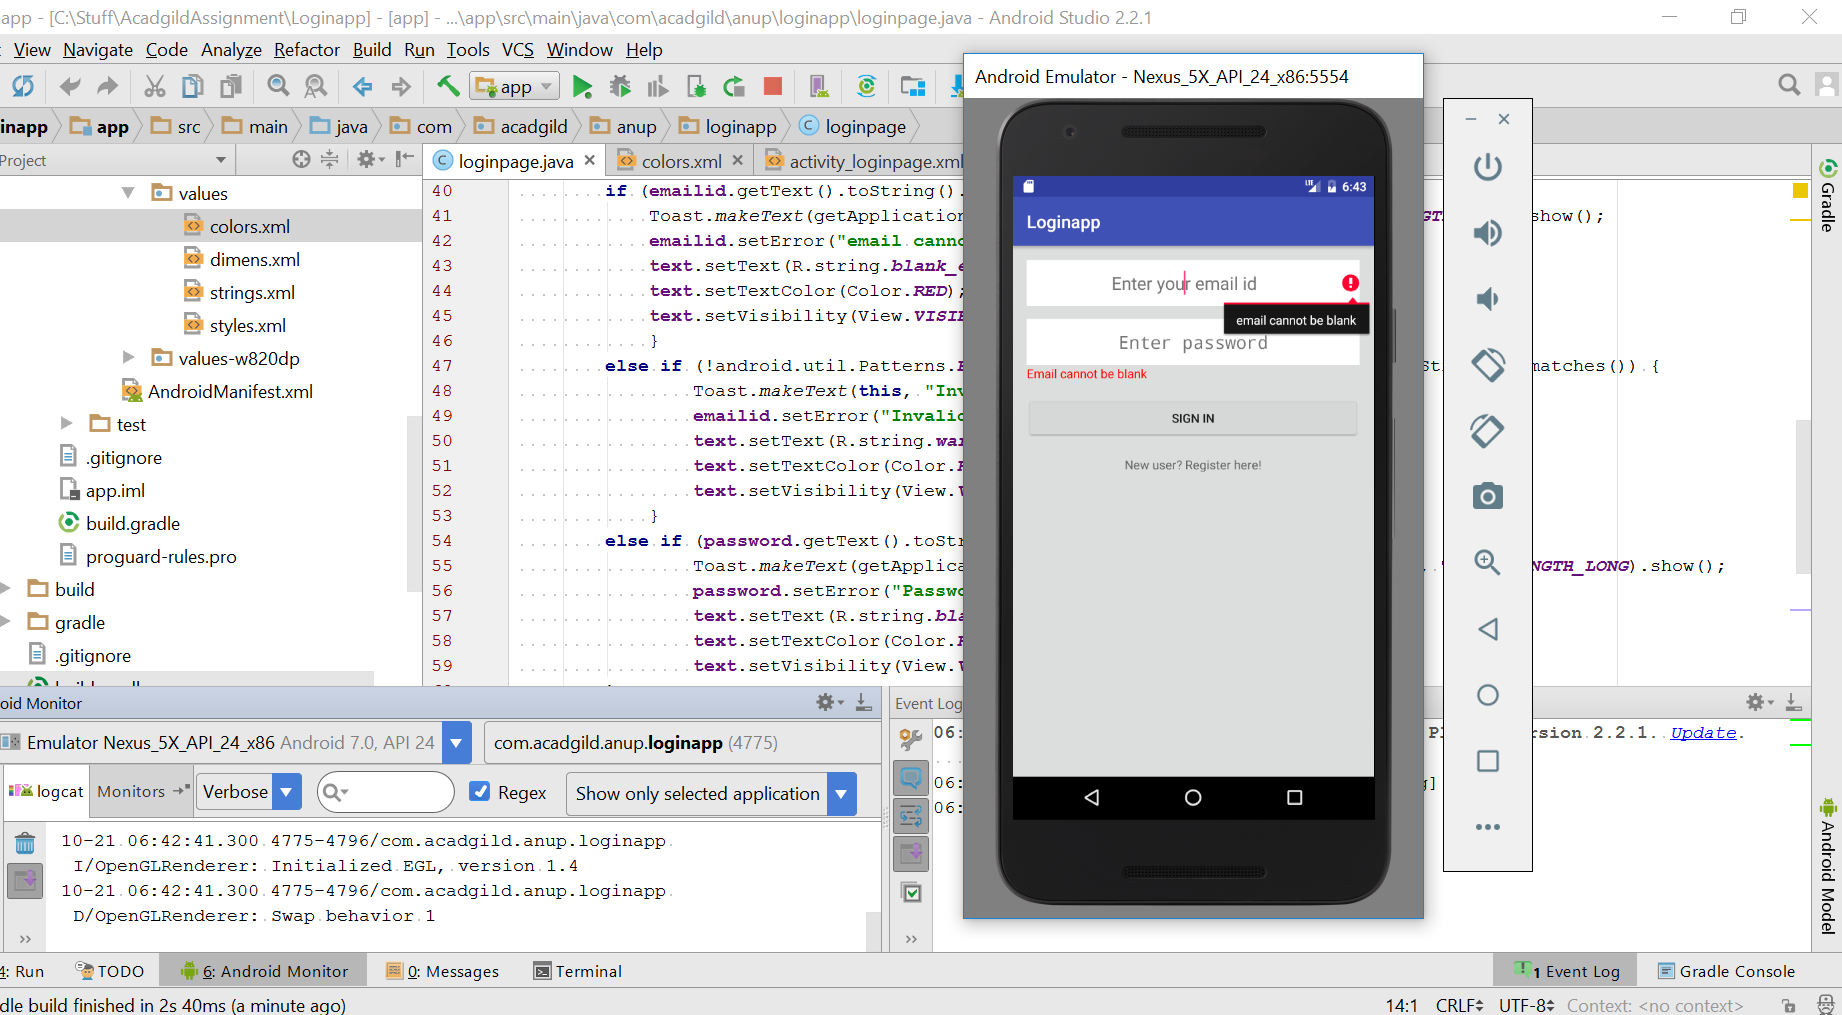 app - [C:\Stuff\AcadgildAssignment\Loginapp] - [app] - ...\app\src\main\java\com\acadgild\anup\loginapp\loginpage.java - Android Studio 2.2.1
View Navigate Code Analyze Refactor Build Run Tools VCS Window Help
app
inapp app src main java com acadgild anup loginapp loginpage
Project
loginpage.java colors.xml activity_loginpage.xml
values
colors.xml
dimens.xml
strings.xml
styles.xml
values-w820dp
AndroidManifest.xml
test
.gitignore
app.iml
build.gradle
proguard-rules.pro
build
gradle
.gitignore
40 if (emailid.getText().toString().
41 Toast.makeText(getApplication show();
42 emailid.setError("email canno
43 text.setText(R.string.blank_e
44 text.setTextColor(Color.RED);
45 text.setVisibility(View.VISIB
46 }
47 else if (!android.util.Patterns. matches()) {
48 Toast.makeText(this, "Inv
49 emailid.setError("Invalid
50 text.setText(R.string.war
51 text.setTextColor(Color.
52 text.setVisibility(View.
53 }
54 else if (password.getText().toStr
55 Toast.makeText(getApplica NGTH_LONG).show();
56 password.setError("Passwo
57 text.setText(R.string.bla
58 text.setTextColor(Color.
59 text.setVisibility(View.
Android Emulator - Nexus_5X_API_24_x86:5554
LTE 6:43
Loginapp
Enter your email id
email cannot be blank
Enter password
Email cannot be blank
SIGN IN
New user? Register here!
Gradle
Android Model
oid Monitor
Emulator Nexus_5X_API_24_x86 Android 7.0, API 24 com.acadgild.anup.loginapp (4775)
logcat Monitors Verbose Regex Show only selected application
10-21 06:42:41.300 4775-4796/com.acadgild.anup.loginapp
I/OpenGLRenderer: Initialized EGL, version 1.4
10-21 06:42:41.300 4775-4796/com.acadgild.anup.loginapp
D/OpenGLRenderer: Swap behavior 1
Event Log
06: rsion 2.2.1. Update.
06:
06:
4: Run TODO 6: Android Monitor 0: Messages Terminal 1 Event Log Gradle Console
dle build finished in 2s 40ms (a minute ago) 14:1 CRLF UTF-8 Context: <no context>